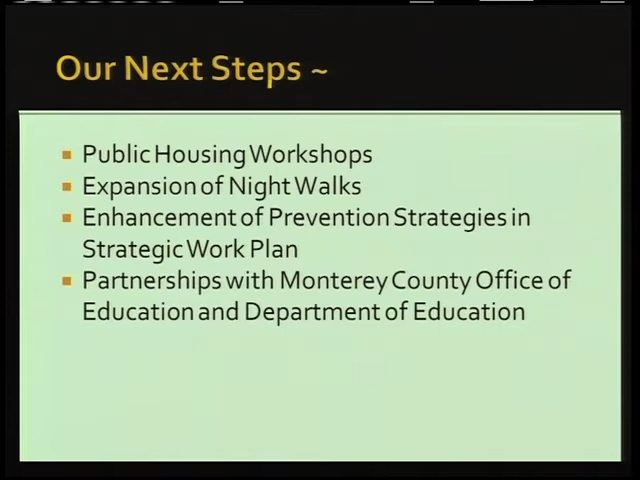 Our Next Steps ~
Public Housing Workshops
Expansion of Night Walks
Enhancement of Prevention Strategies in
Strategic Work Plan
Partnerships with Monterey County Office of
Education and Department of Education